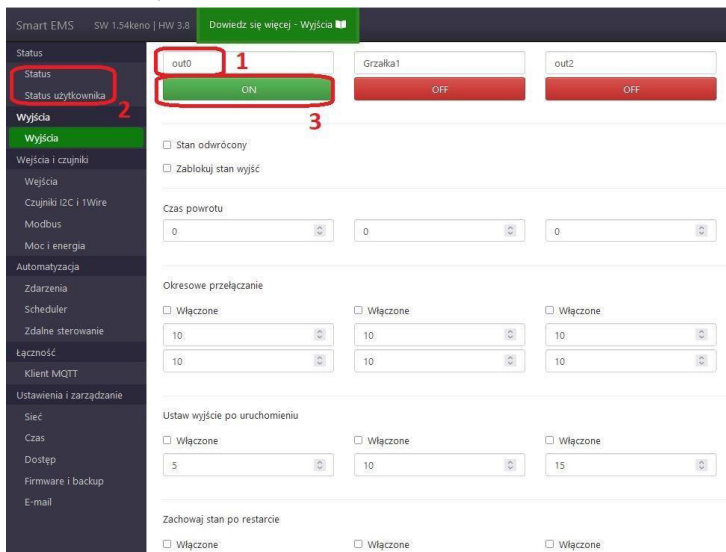 Smart EMS SW 1.54keno | HW 3.8 Dowiedz się więcej - Wyjścia
Status
Status
Status użytkownika
2
Wyjścia
Wyjścia
Wejścia i czujniki
Wejścia
Czujniki I2C i 1Wire
Modbus
Moc i energia
Automatyzacja
Zdarzenia
Scheduler
Zdalne sterowanie
Łączność
Klient MQTT
Ustawienia i zarządzanie
Sieć
Czas
Dostęp
Firmware i backup
E-mail
out0 1 Grzałka1 out2
ON OFF OFF
3
Stan odwrócony
Zablokuj stan wyjść
Czas powrotu
0 0 0
Okresowe przełączanie
Włączone Włączone Włączone
10 10 10
10 10 10
Ustaw wyjście po uruchomieniu
Włączone Włączone Włączone
5 10 15
Zachowaj stan po restarcie
Włączone Włączone Włączone